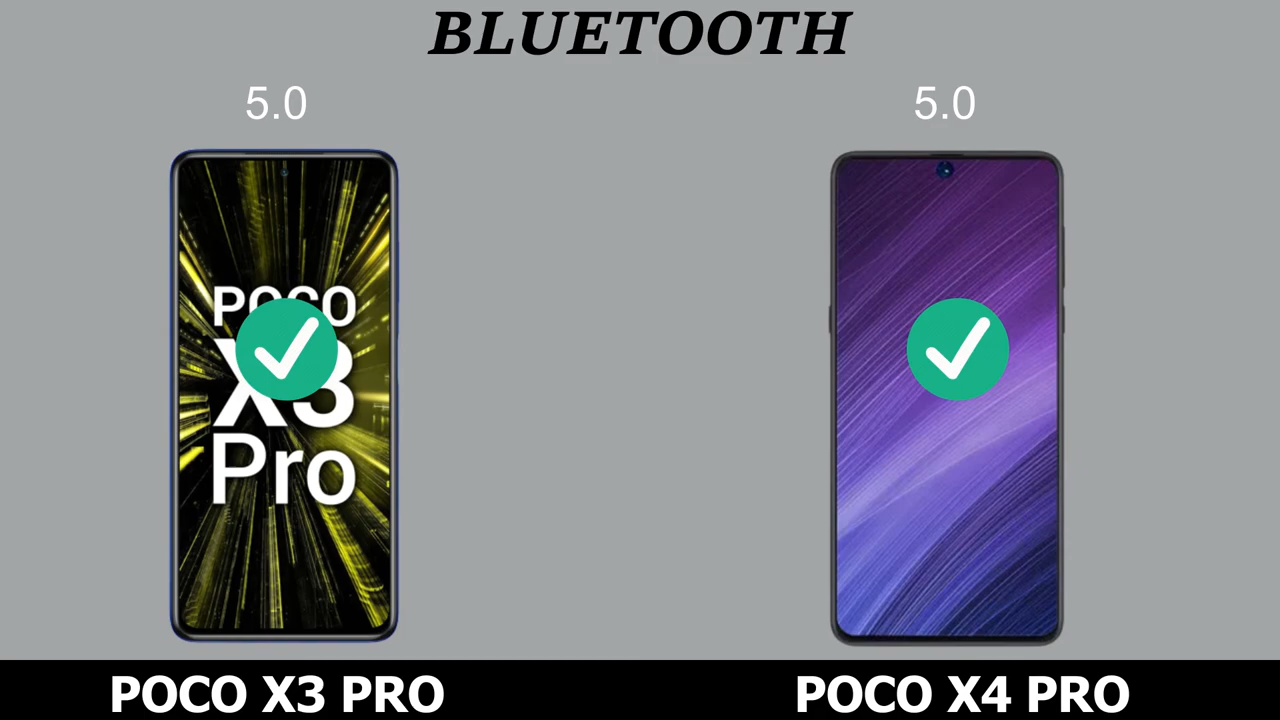 BLUETOOTH
5.0
5.0
POCO
X3
Pro
POCO X3 PRO
POCO X4 PRO